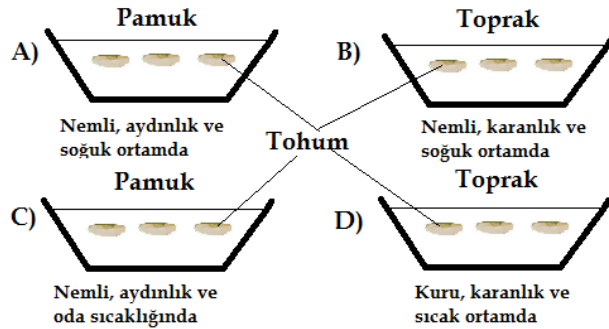 Pamuk
A)
Nemli, aydınlık ve
soğuk ortamda
Toprak
B)
Nemli, karanlık ve
soğuk ortamda
Tohum
Pamuk
C)
Nemli, aydınlık ve
oda sıcaklığında
Toprak
D)
Kuru, karanlık ve
sıcak ortamda